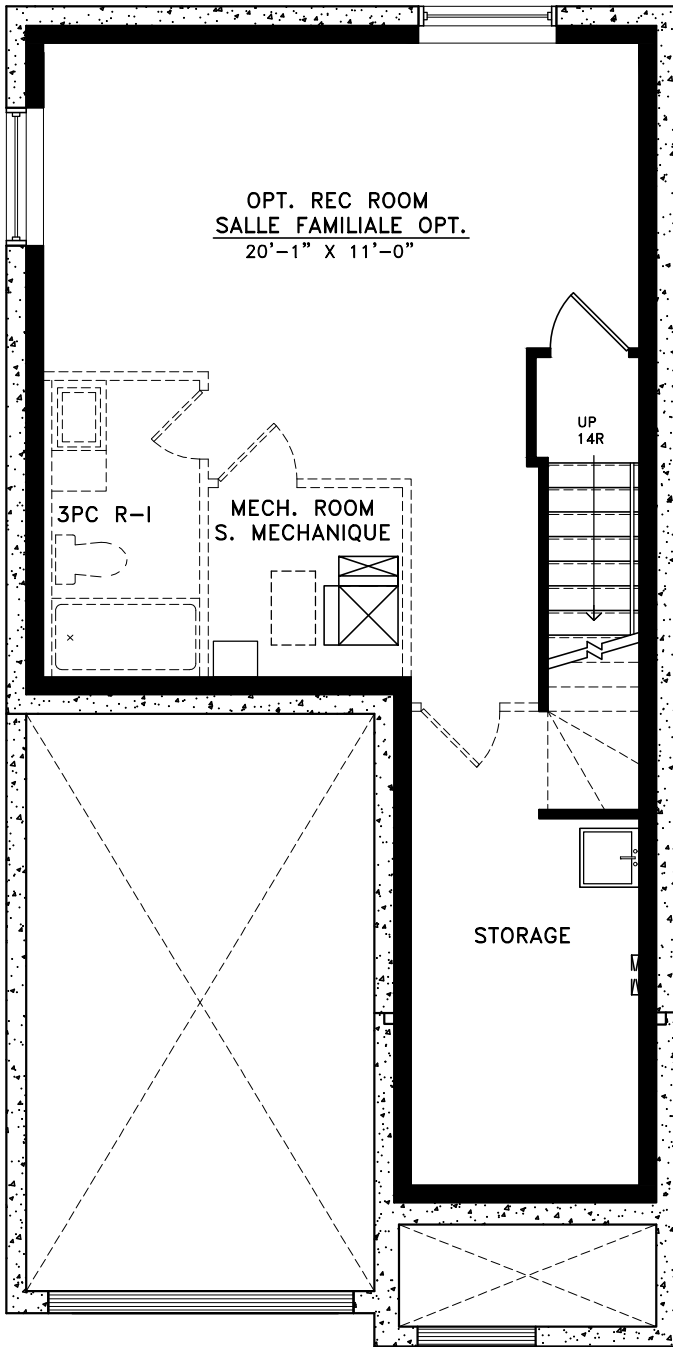 OPT. REC ROOM
SALLE FAMILIALE OPT.
20'-1" X 11'-0"
UP
14R
3PC R-I
MECH. ROOM
S. MECHANIQUE
STORAGE